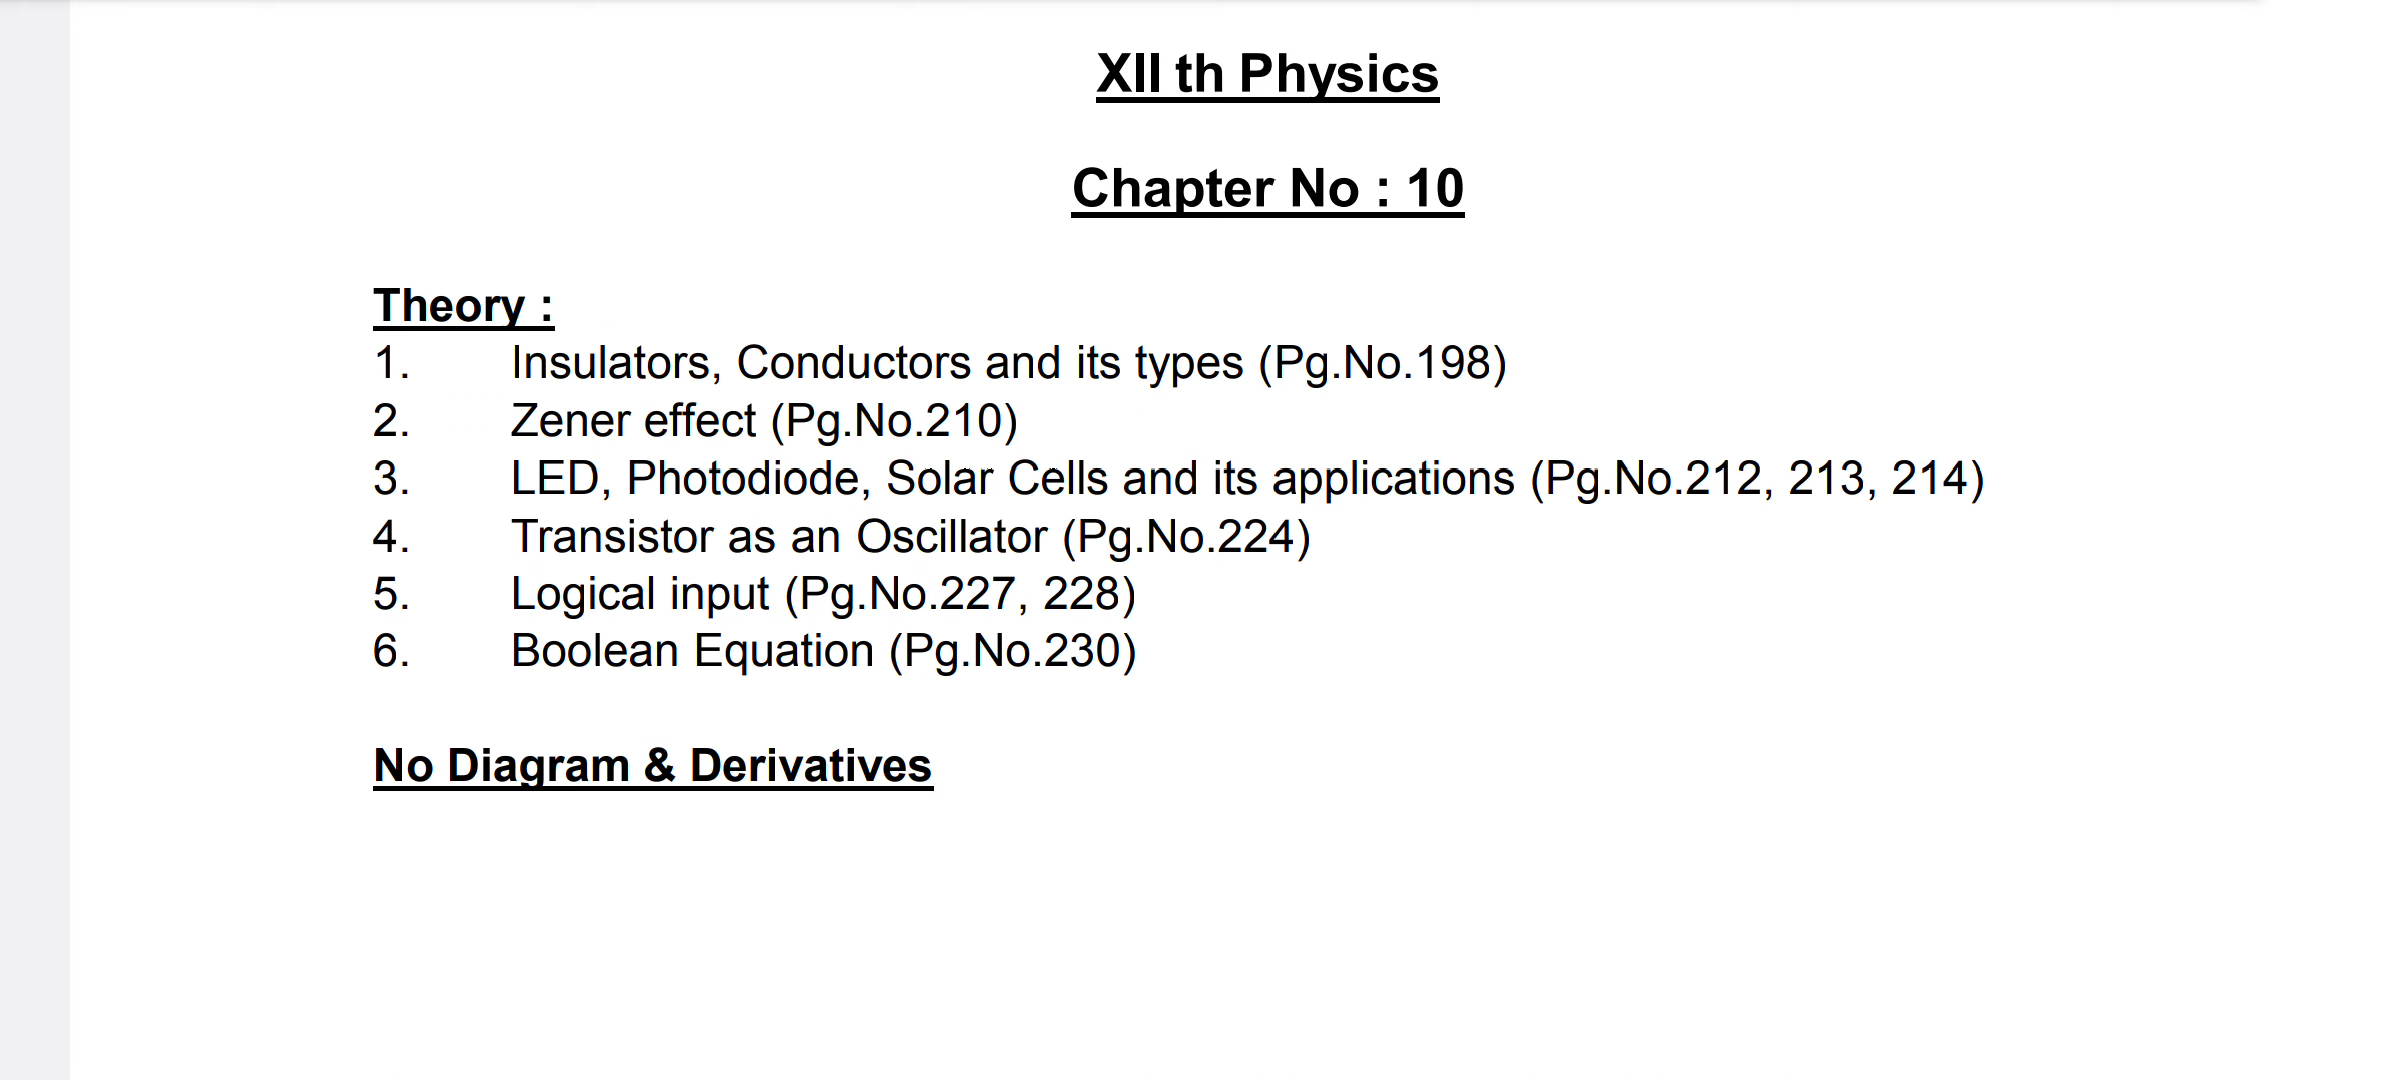 XII th Physics
Chapter No : 10
Theory :
1. Insulators, Conductors and its types (Pg.No.198)
2. Zener effect (Pg.No.210)
3. LED, Photodiode, Solar Cells and its applications (Pg.No.212, 213, 214)
4. Transistor as an Oscillator (Pg.No.224)
5. Logical input (Pg.No.227, 228)
6. Boolean Equation (Pg.No.230)
No Diagram & Derivatives